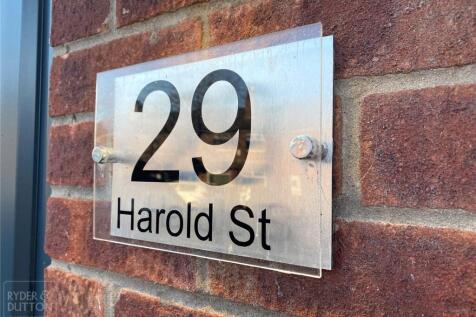 29
Harold St
RYDER &
DUTTON